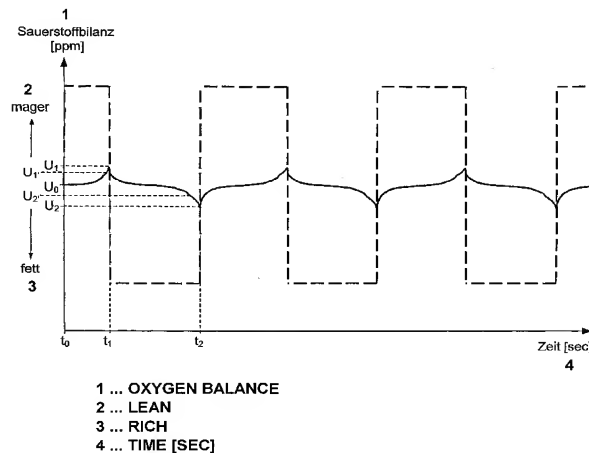 1
Sauerstoffbilanz
[ppm]
2
mager
U₁
U₁'
U₀
U₂'
U₂
fett
3
t₀
t₁
t₂
Zeit [sec]
4
1 ... OXYGEN BALANCE
2 ... LEAN
3 ... RICH
4 ... TIME [SEC]